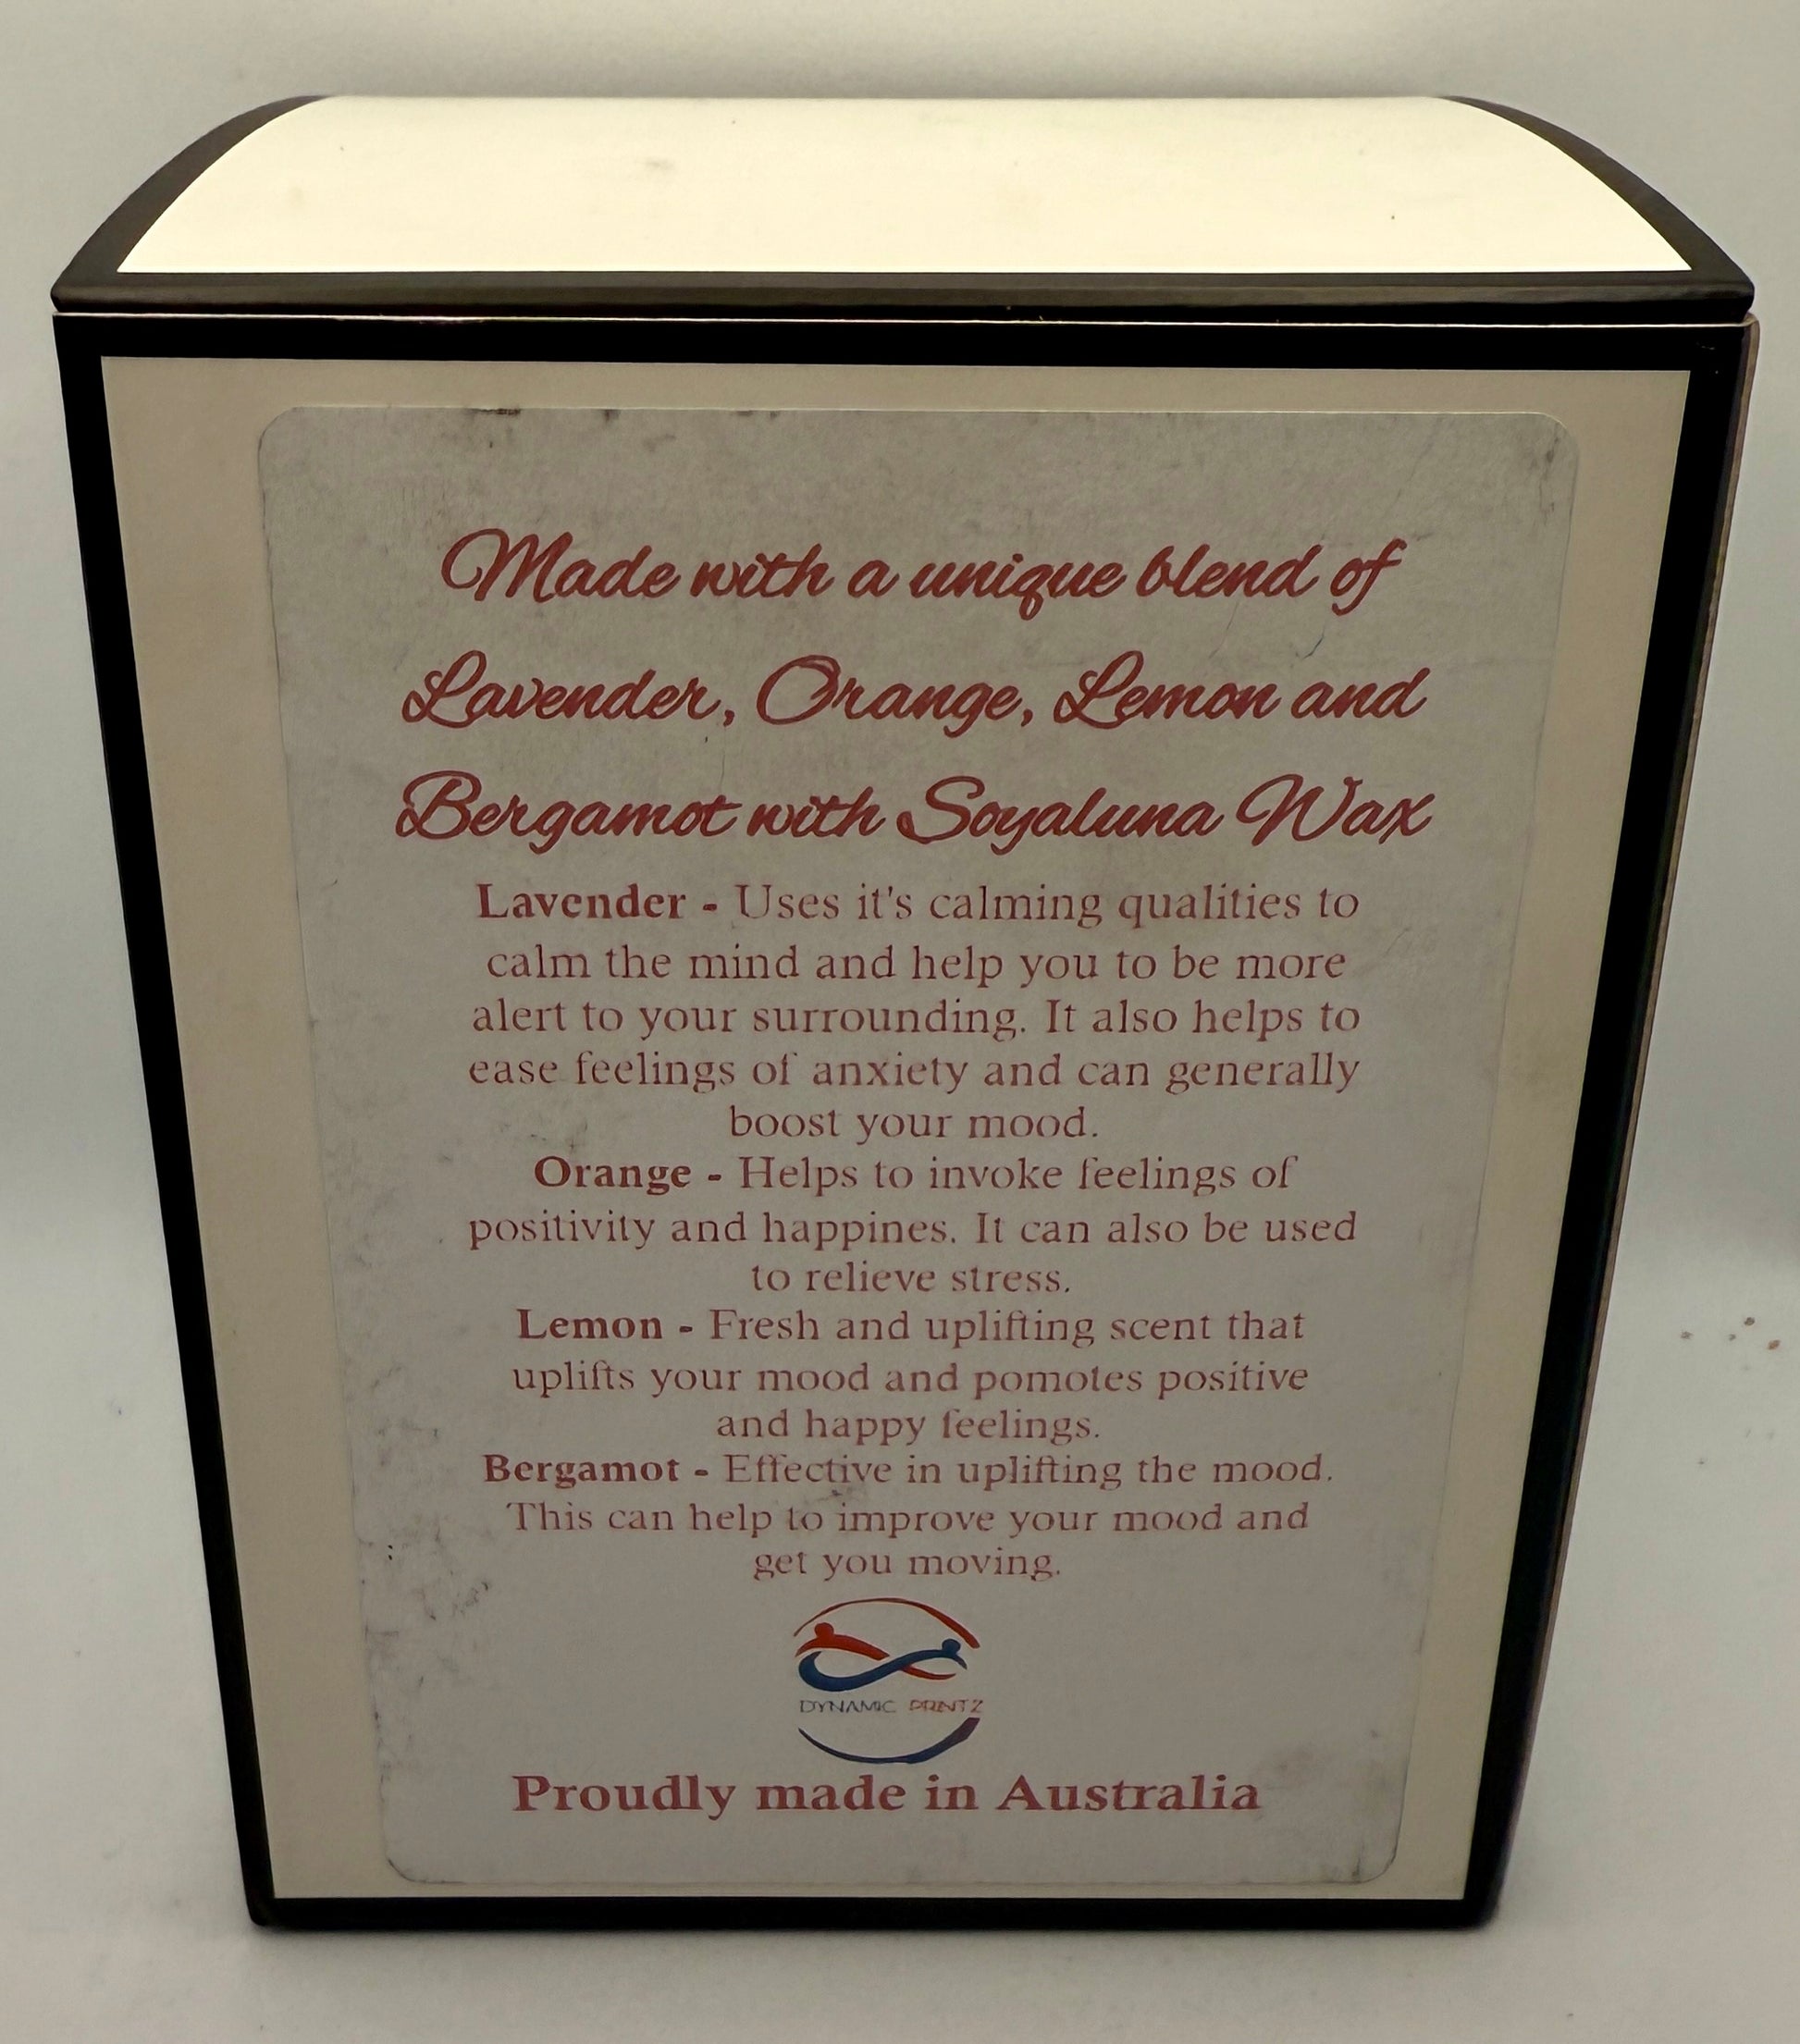 Made with a unique blend of
Lavender, Orange, Lemon and
Bergamot with Soyaluna Wax
Lavender - Uses it's calming qualities to
calm the mind and help you to be more
alert to your surrounding. It also helps to
ease feelings of anxiety and can generally
boost your mood.
Orange - Helps to invoke feelings of
positivity and happines. It can also be used
to relieve stress.
Lemon - Fresh and uplifting scent that
uplifts your mood and pomotes positive
and happy feelings.
Bergamot - Effective in uplifting the mood.
This can help to improve your mood and
get you moving.
DYNAMIC PRINTZ
Proudly made in Australia